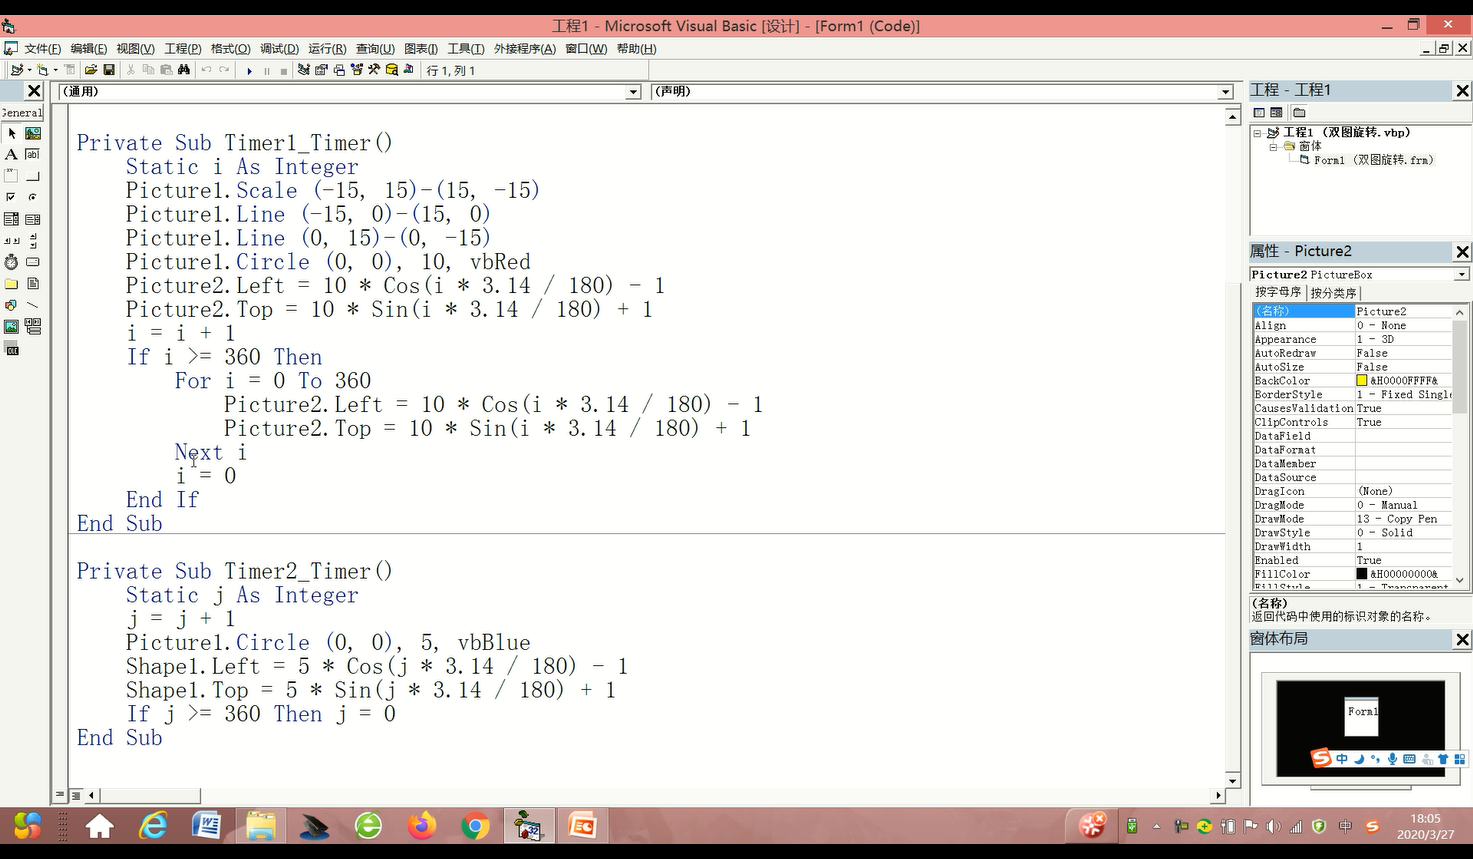 工程1 - Microsoft Visual Basic [设计] - [Form1 (Code)]
文件(F) 编辑(E) 视图(V) 工程(P) 格式(O) 调试(D) 运行(R) 查询(U) 图表(I) 工具(T) 外接程序(A) 窗口(W) 帮助(H)
行 1, 列 1
General
(通用)
(声明)
Private Sub Timer1_Timer()
Static i As Integer
Picture1.Scale (-15, 15)-(15, -15)
Picture1.Line (-15, 0)-(15, 0)
Picture1.Line (0, 15)-(0, -15)
Picture1.Circle (0, 0), 10, vbRed
Picture2.Left = 10 * Cos(i * 3.14 / 180) - 1
Picture2.Top = 10 * Sin(i * 3.14 / 180) + 1
i = i + 1
If i >= 360 Then
For i = 0 To 360
Picture2.Left = 10 * Cos(i * 3.14 / 180) - 1
Picture2.Top = 10 * Sin(i * 3.14 / 180) + 1
Next i
i = 0
End If
End Sub
Private Sub Timer2_Timer()
Static j As Integer
j = j + 1
Picture1.Circle (0, 0), 5, vbBlue
Shape1.Left = 5 * Cos(j * 3.14 / 180) - 1
Shape1.Top = 5 * Sin(j * 3.14 / 180) + 1
If j >= 360 Then j = 0
End Sub
工程 - 工程1
工程1 (双图旋转.vbp)
窗体
Form1 (双图旋转.frm)
属性 - Picture2
Picture2 PictureBox
按字母序 按分类序
(名称) Picture2
Align 0 - None
Appearance 1 - 3D
AutoRedraw False
AutoSize False
BackColor &H0000FFFF&
BorderStyle 1 - Fixed Single
CausesValidation True
ClipControls True
DataField
DataFormat
DataMember
DataSource
DragIcon (None)
DragMode 0 - Manual
DrawMode 13 - Copy Pen
DrawStyle 0 - Solid
DrawWidth 1
Enabled True
FillColor &H00000000&
FillStyle 1 - Transparent
(名称)
返回代码中使用的标识对象的名称。
窗体布局
Form1
中
18:05
2020/3/27